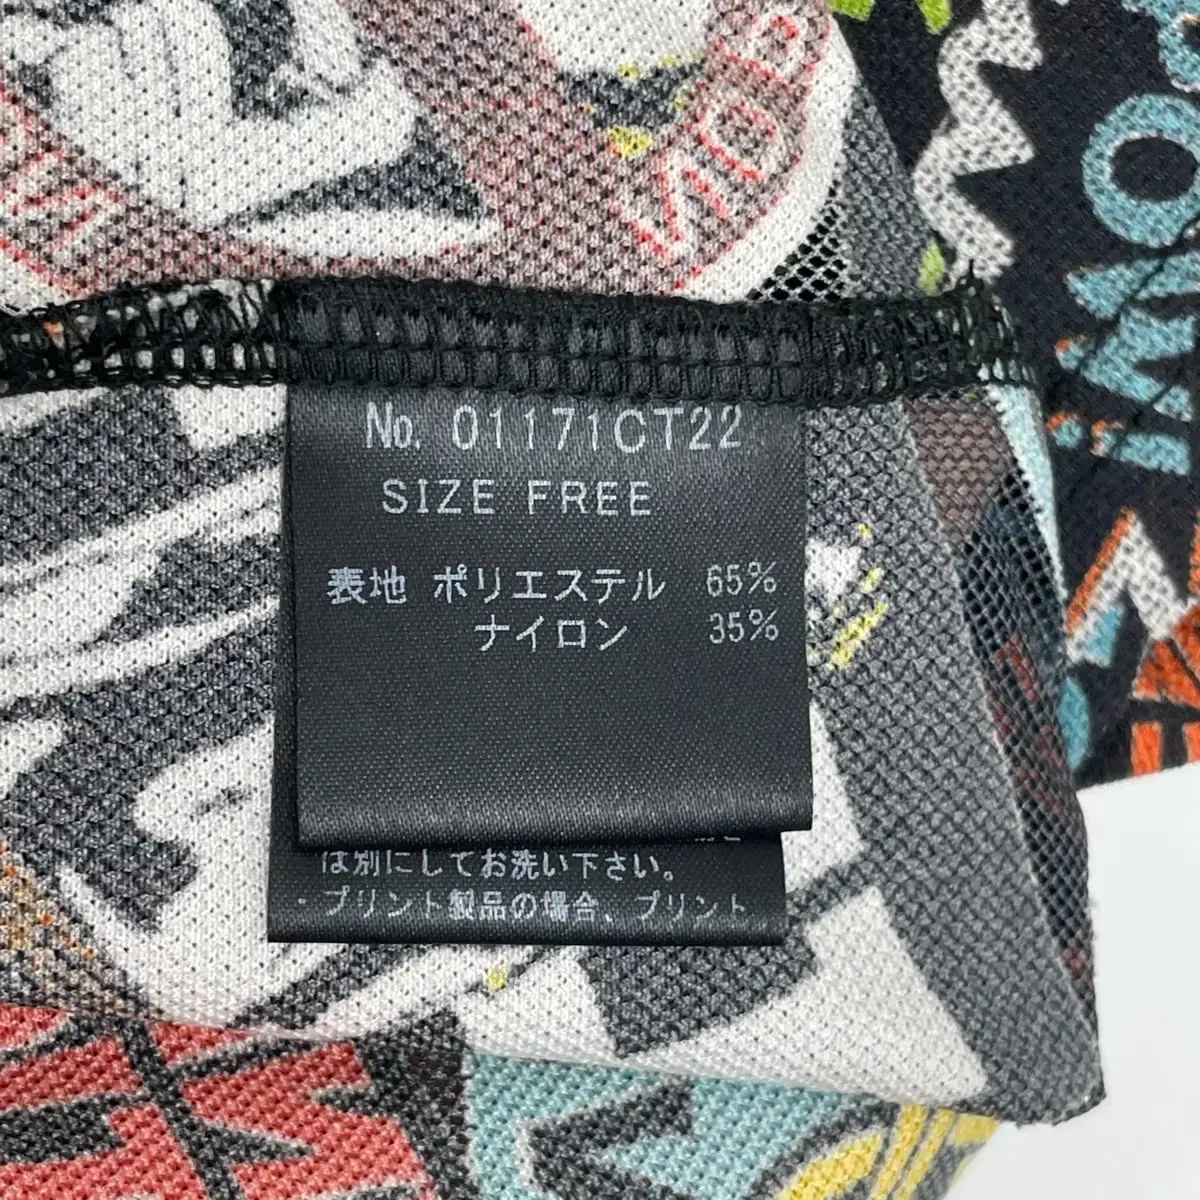 No. 01171CT22
SIZE FREE
表地 ポリエステル 65%
ナイロン 35%
は別にしてお洗い下さい。
・プリント製品の場合、プリント